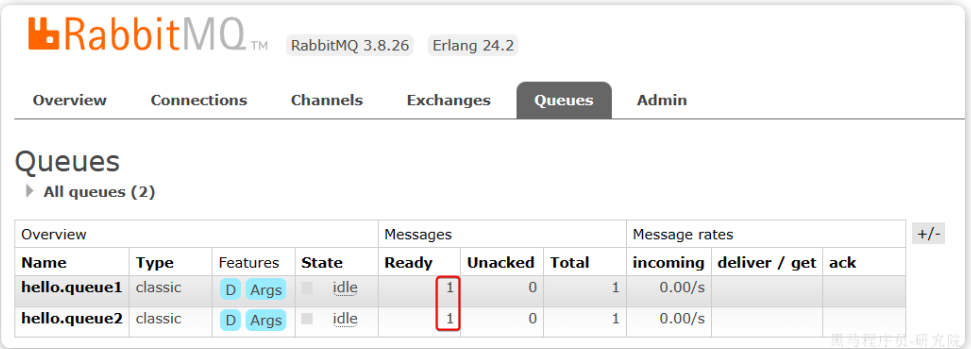 RabbitMQ TM RabbitMQ 3.8.26 Erlang 24.2
Overview Connections Channels Exchanges Queues Admin
Queues
All queues (2)
Overview Messages Message rates +/-
Name Type Features State Ready Unacked Total incoming deliver / get ack
hello.queue1 classic D Args idle 1 0 1 0.00/s
hello.queue2 classic D Args idle 1 0 1 0.00/s
黑马程序员-研究院